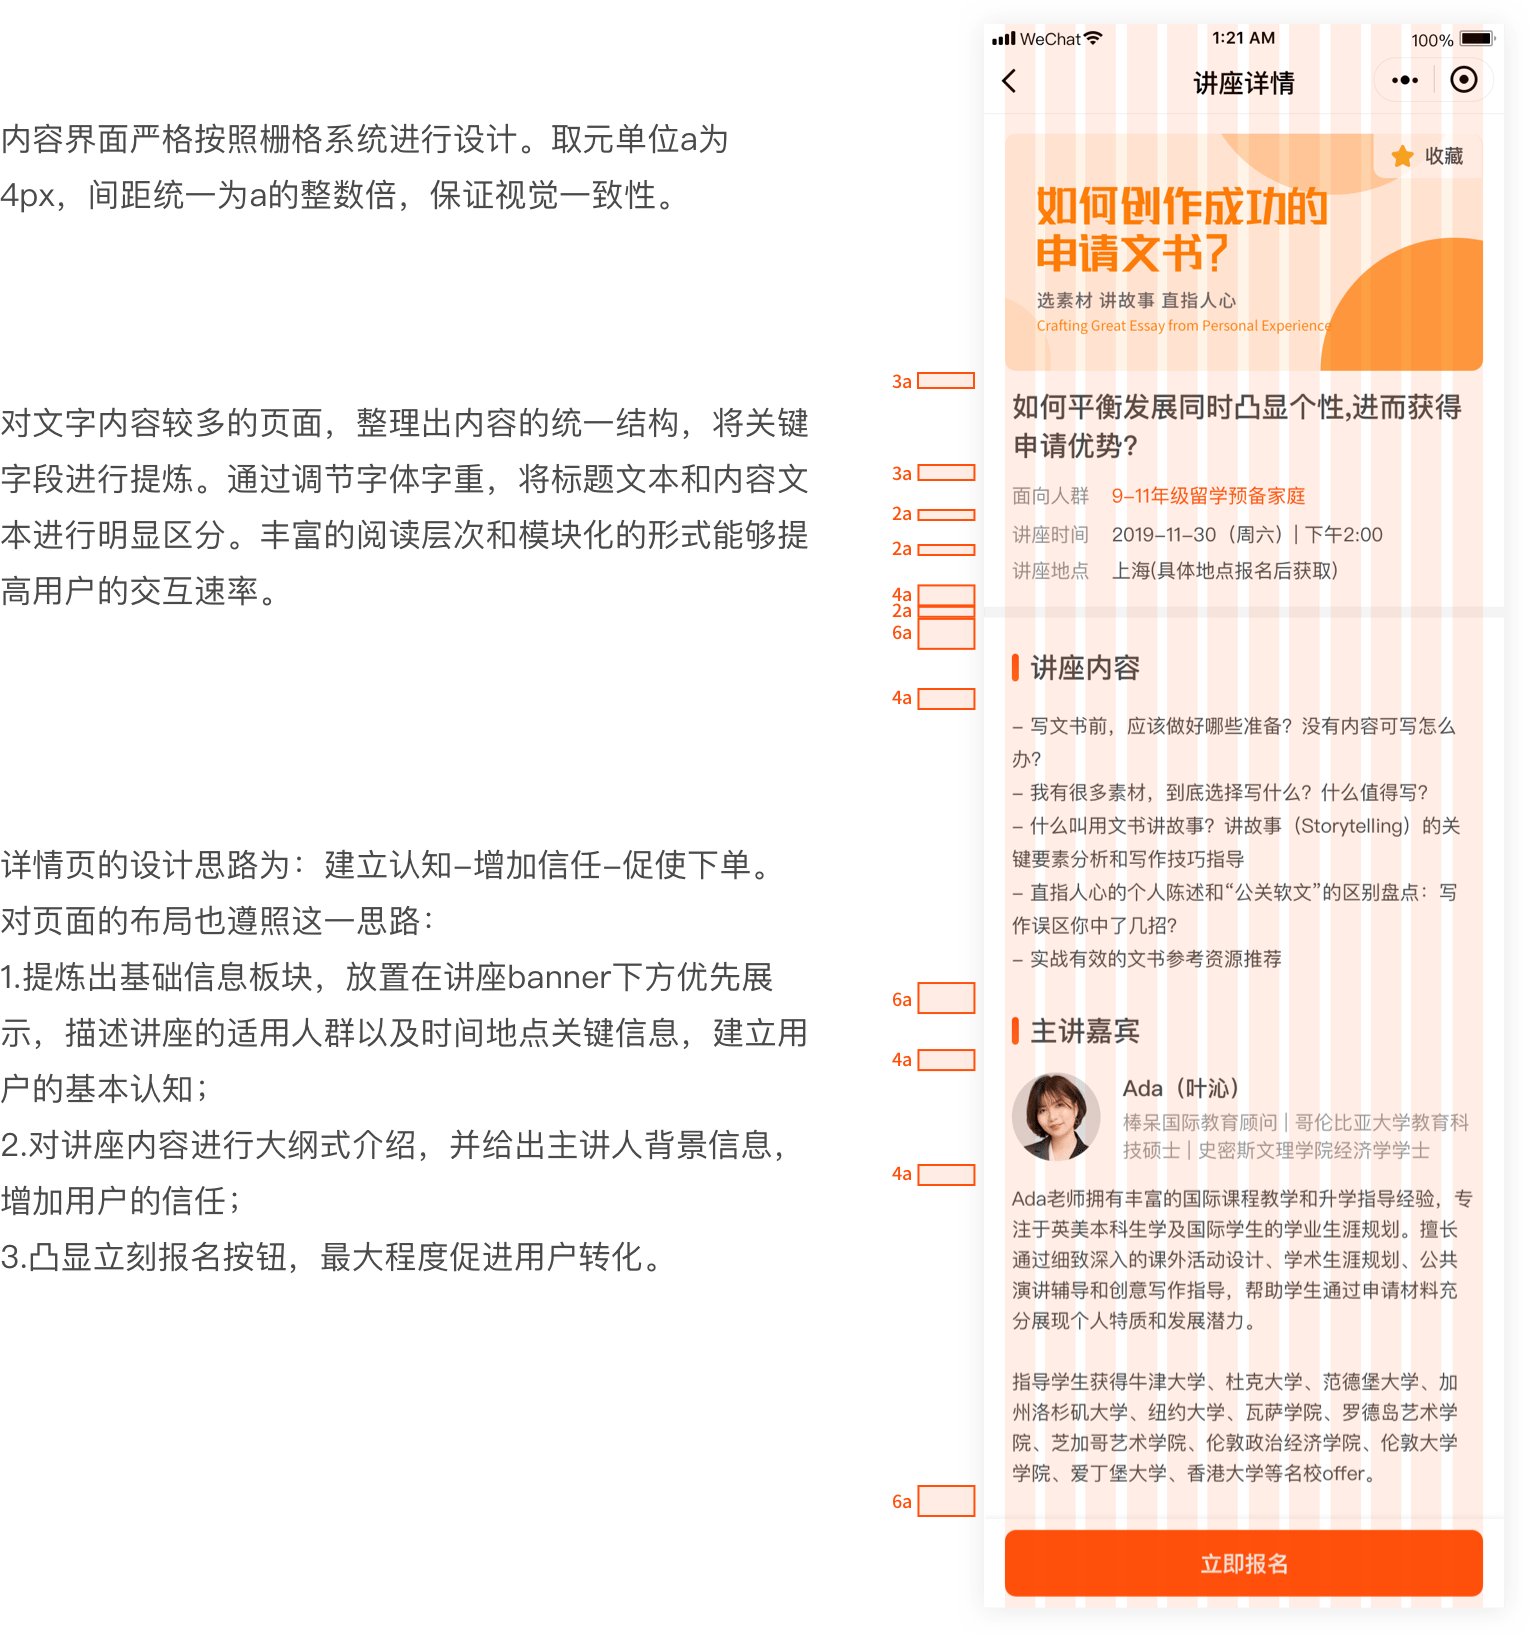 内容界面严格按照栅格系统进行设计。取元单位a为
4px，间距统一为a的整数倍，保证视觉一致性。
对文字内容较多的页面，整理出内容的统一结构，将关键
字段进行提炼。通过调节字体字重，将标题文本和内容文
本进行明显区分。丰富的阅读层次和模块化的形式能够提
高用户的交互速率。
详情页的设计思路为：建立认知–增加信任–促使下单。
对页面的布局也遵照这一思路：
1.提炼出基础信息板块，放置在讲座banner下方优先展
示，描述讲座的适用人群以及时间地点关键信息，建立用
户的基本认知；
2.对讲座内容进行大纲式介绍，并给出主讲人背景信息，
增加用户的信任；
3.凸显立刻报名按钮，最大程度促进用户转化。
3a
3a
2a
2a
4a
2a
6a
4a
6a
4a
4a
6a
WeChat 1:21 AM 100%
讲座详情
收藏
如何创作成功的
申请文书？
选素材 讲故事 直指人心
Crafting Great Essay from Personal Experience
如何平衡发展同时凸显个性,进而获得
申请优势？
面向人群 9–11年级留学预备家庭
讲座时间 2019–11–30（周六）| 下午2:00
讲座地点 上海(具体地点报名后获取)
讲座内容
– 写文书前，应该做好哪些准备？没有内容可写怎么
办？
– 我有很多素材，到底选择写什么？什么值得写？
– 什么叫用文书讲故事？讲故事（Storytelling）的关
键要素分析和写作技巧指导
– 直指人心的个人陈述和“公关软文”的区别盘点：写
作误区你中了几招？
– 实战有效的文书参考资源推荐
主讲嘉宾
Ada（叶沁）
棒呆国际教育顾问 | 哥伦比亚大学教育科
技硕士 | 史密斯文理学院经济学学士
Ada老师拥有丰富的国际课程教学和升学指导经验，专
注于英美本科生学及国际学生的学业生涯规划。擅长
通过细致深入的课外活动设计、学术生涯规划、公共
演讲辅导和创意写作指导，帮助学生通过申请材料充
分展现个人特质和发展潜力。
指导学生获得牛津大学、杜克大学、范德堡大学、加
州洛杉矶大学、纽约大学、瓦萨学院、罗德岛艺术学
院、芝加哥艺术学院、伦敦政治经济学院、伦敦大学
学院、爱丁堡大学、香港大学等名校offer。
立即报名